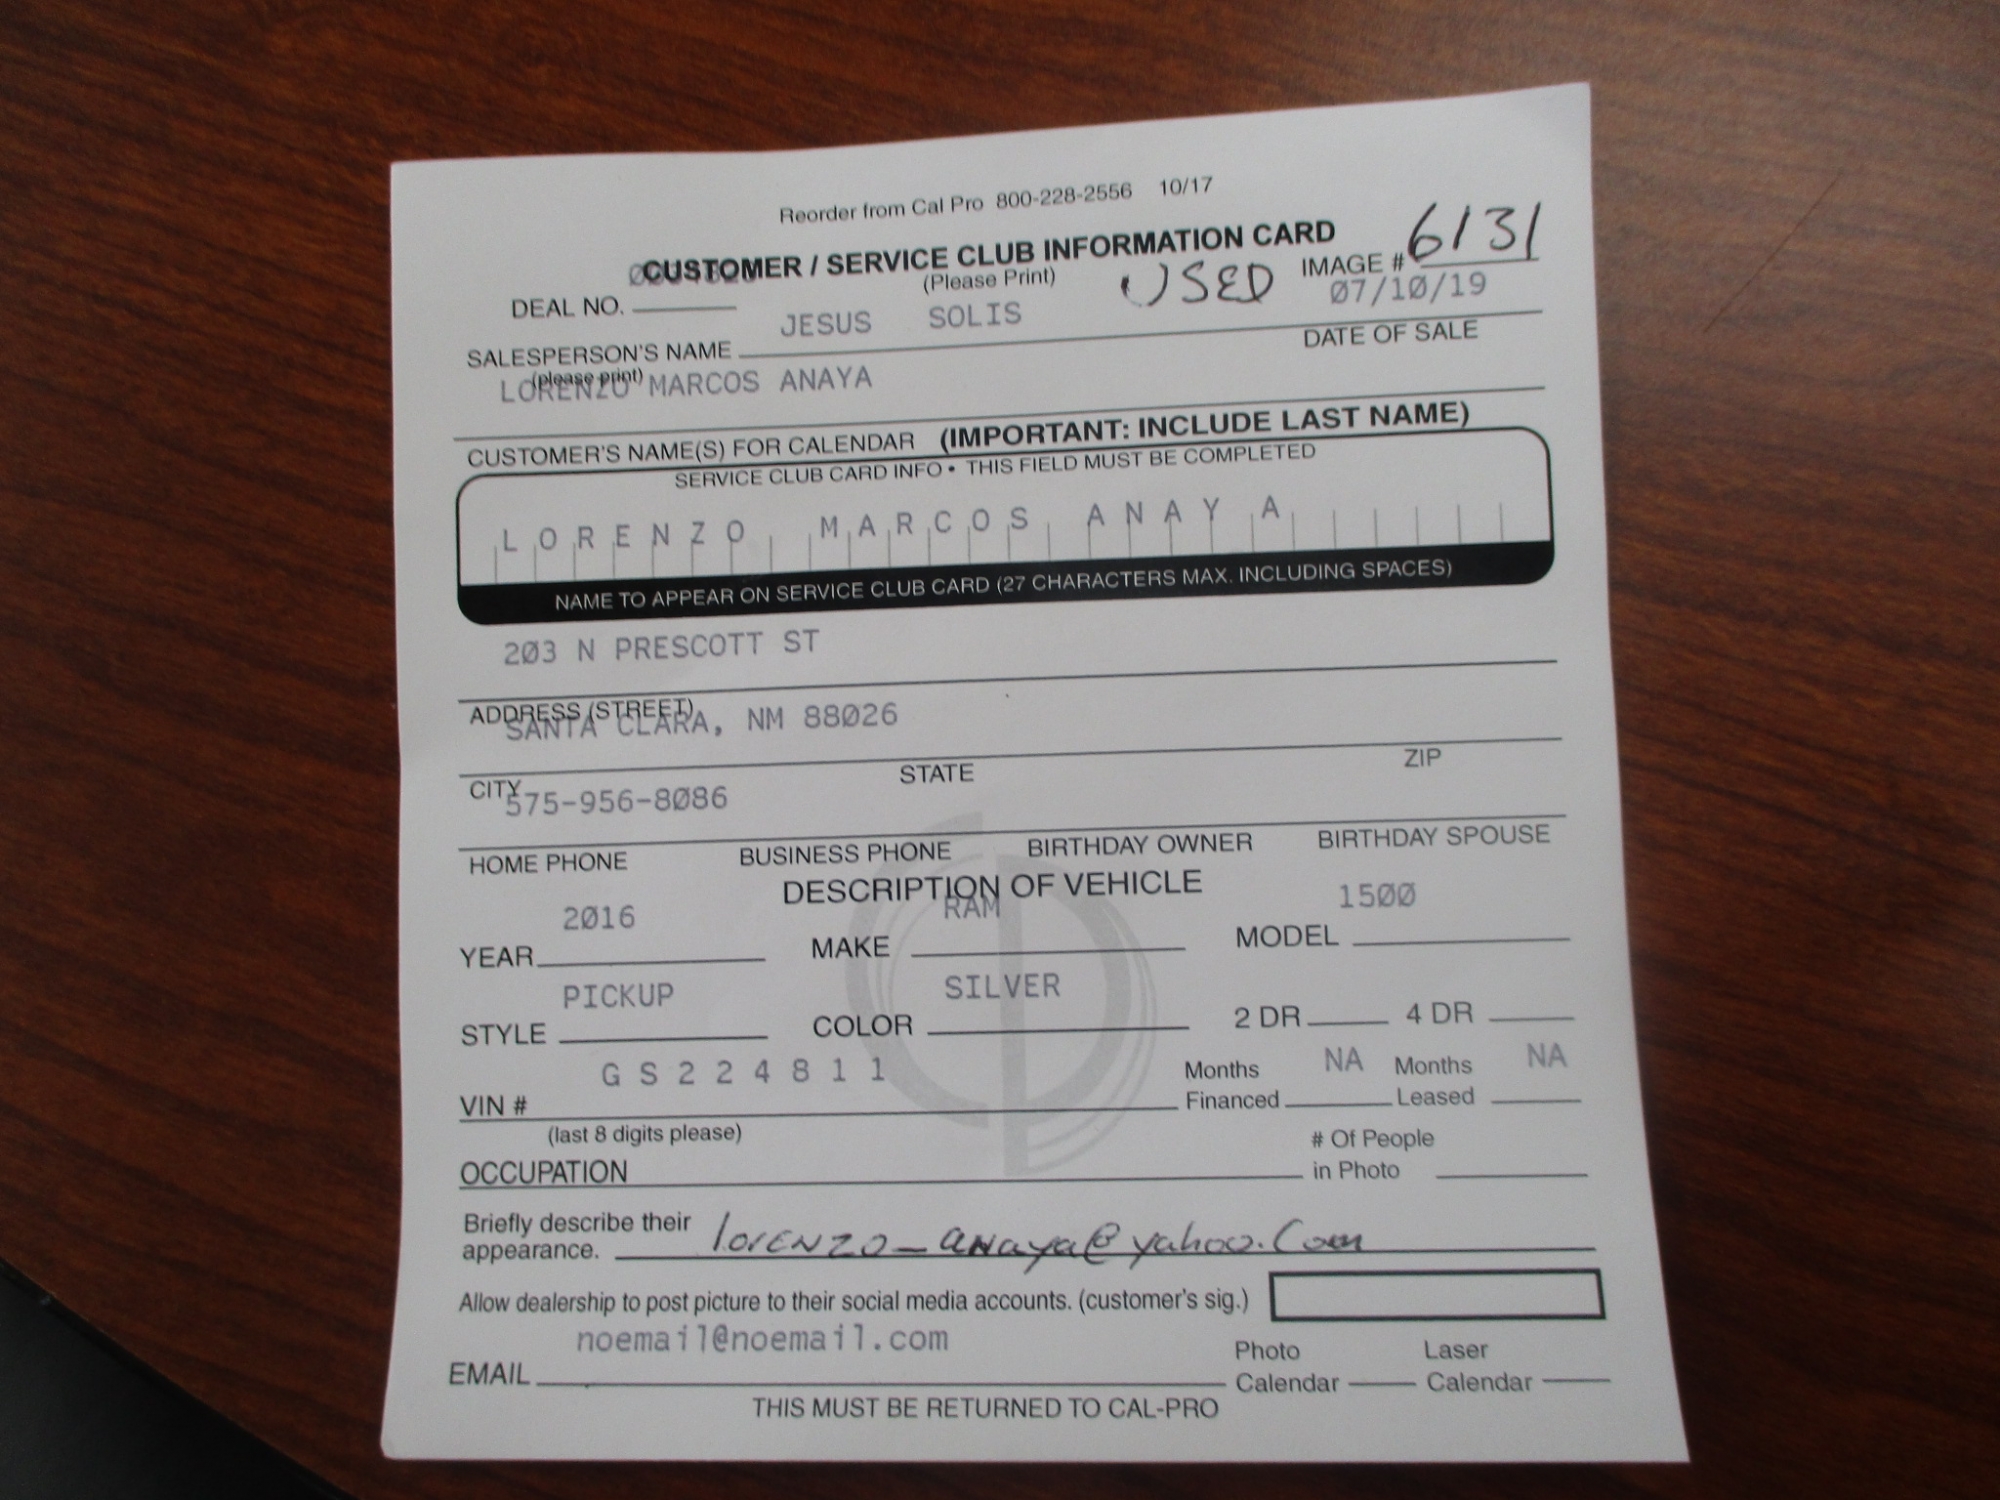 Reorder from Cal Pro 800-228-2556 10/17
CUSTOMER / SERVICE CLUB INFORMATION CARD
(Please Print) USED IMAGE # 6131
DEAL NO. 07/10/19
JESUS SOLIS
SALESPERSON'S NAME DATE OF SALE
(please print)
LORENZO MARCOS ANAYA
CUSTOMER'S NAME(S) FOR CALENDAR (IMPORTANT: INCLUDE LAST NAME)
SERVICE CLUB CARD INFO • THIS FIELD MUST BE COMPLETED
LORENZO MARCOS ANAYA
NAME TO APPEAR ON SERVICE CLUB CARD (27 CHARACTERS MAX. INCLUDING SPACES)
203 N PRESCOTT ST
ADDRESS (STREET)
SANTA CLARA, NM 88026
CITY STATE ZIP
575-956-8086
HOME PHONE BUSINESS PHONE BIRTHDAY OWNER BIRTHDAY SPOUSE
DESCRIPTION OF VEHICLE
2016 RAM 1500
YEAR MAKE MODEL
PICKUP SILVER
STYLE COLOR 2 DR 4 DR
GS224811 Months NA Months NA
VIN # Financed Leased
(last 8 digits please) # Of People
OCCUPATION in Photo
Briefly describe their
appearance. lorenzo_anaya@yahoo.com
Allow dealership to post picture to their social media accounts. (customer's sig.)
noemail@noemail.com Photo Laser
EMAIL Calendar Calendar
THIS MUST BE RETURNED TO CAL-PRO